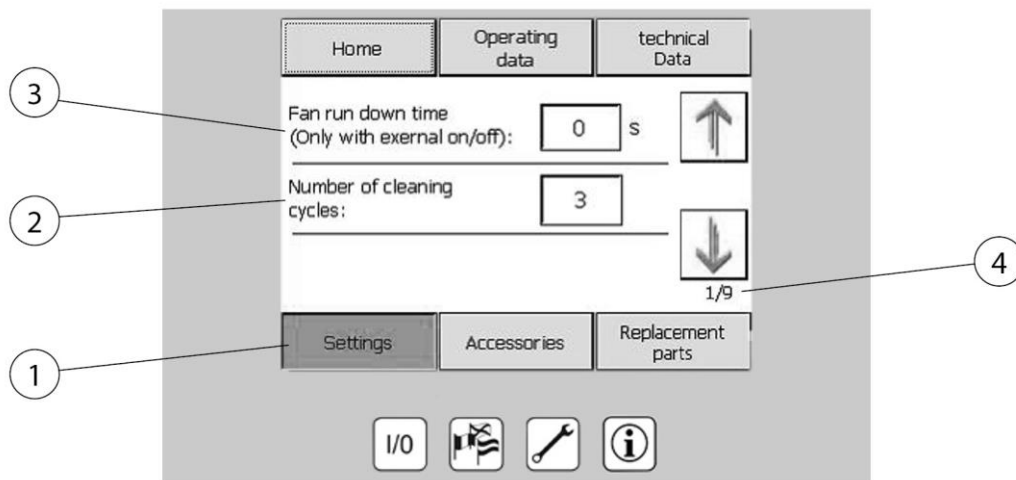 Home
Operating
data
technical
Data
3
Fan run down time
(Only with exernal on/off):
0
s
2
Number of cleaning
cycles:
3
4
1/9
1
Settings
Accessories
Replacement
parts
I/0
i